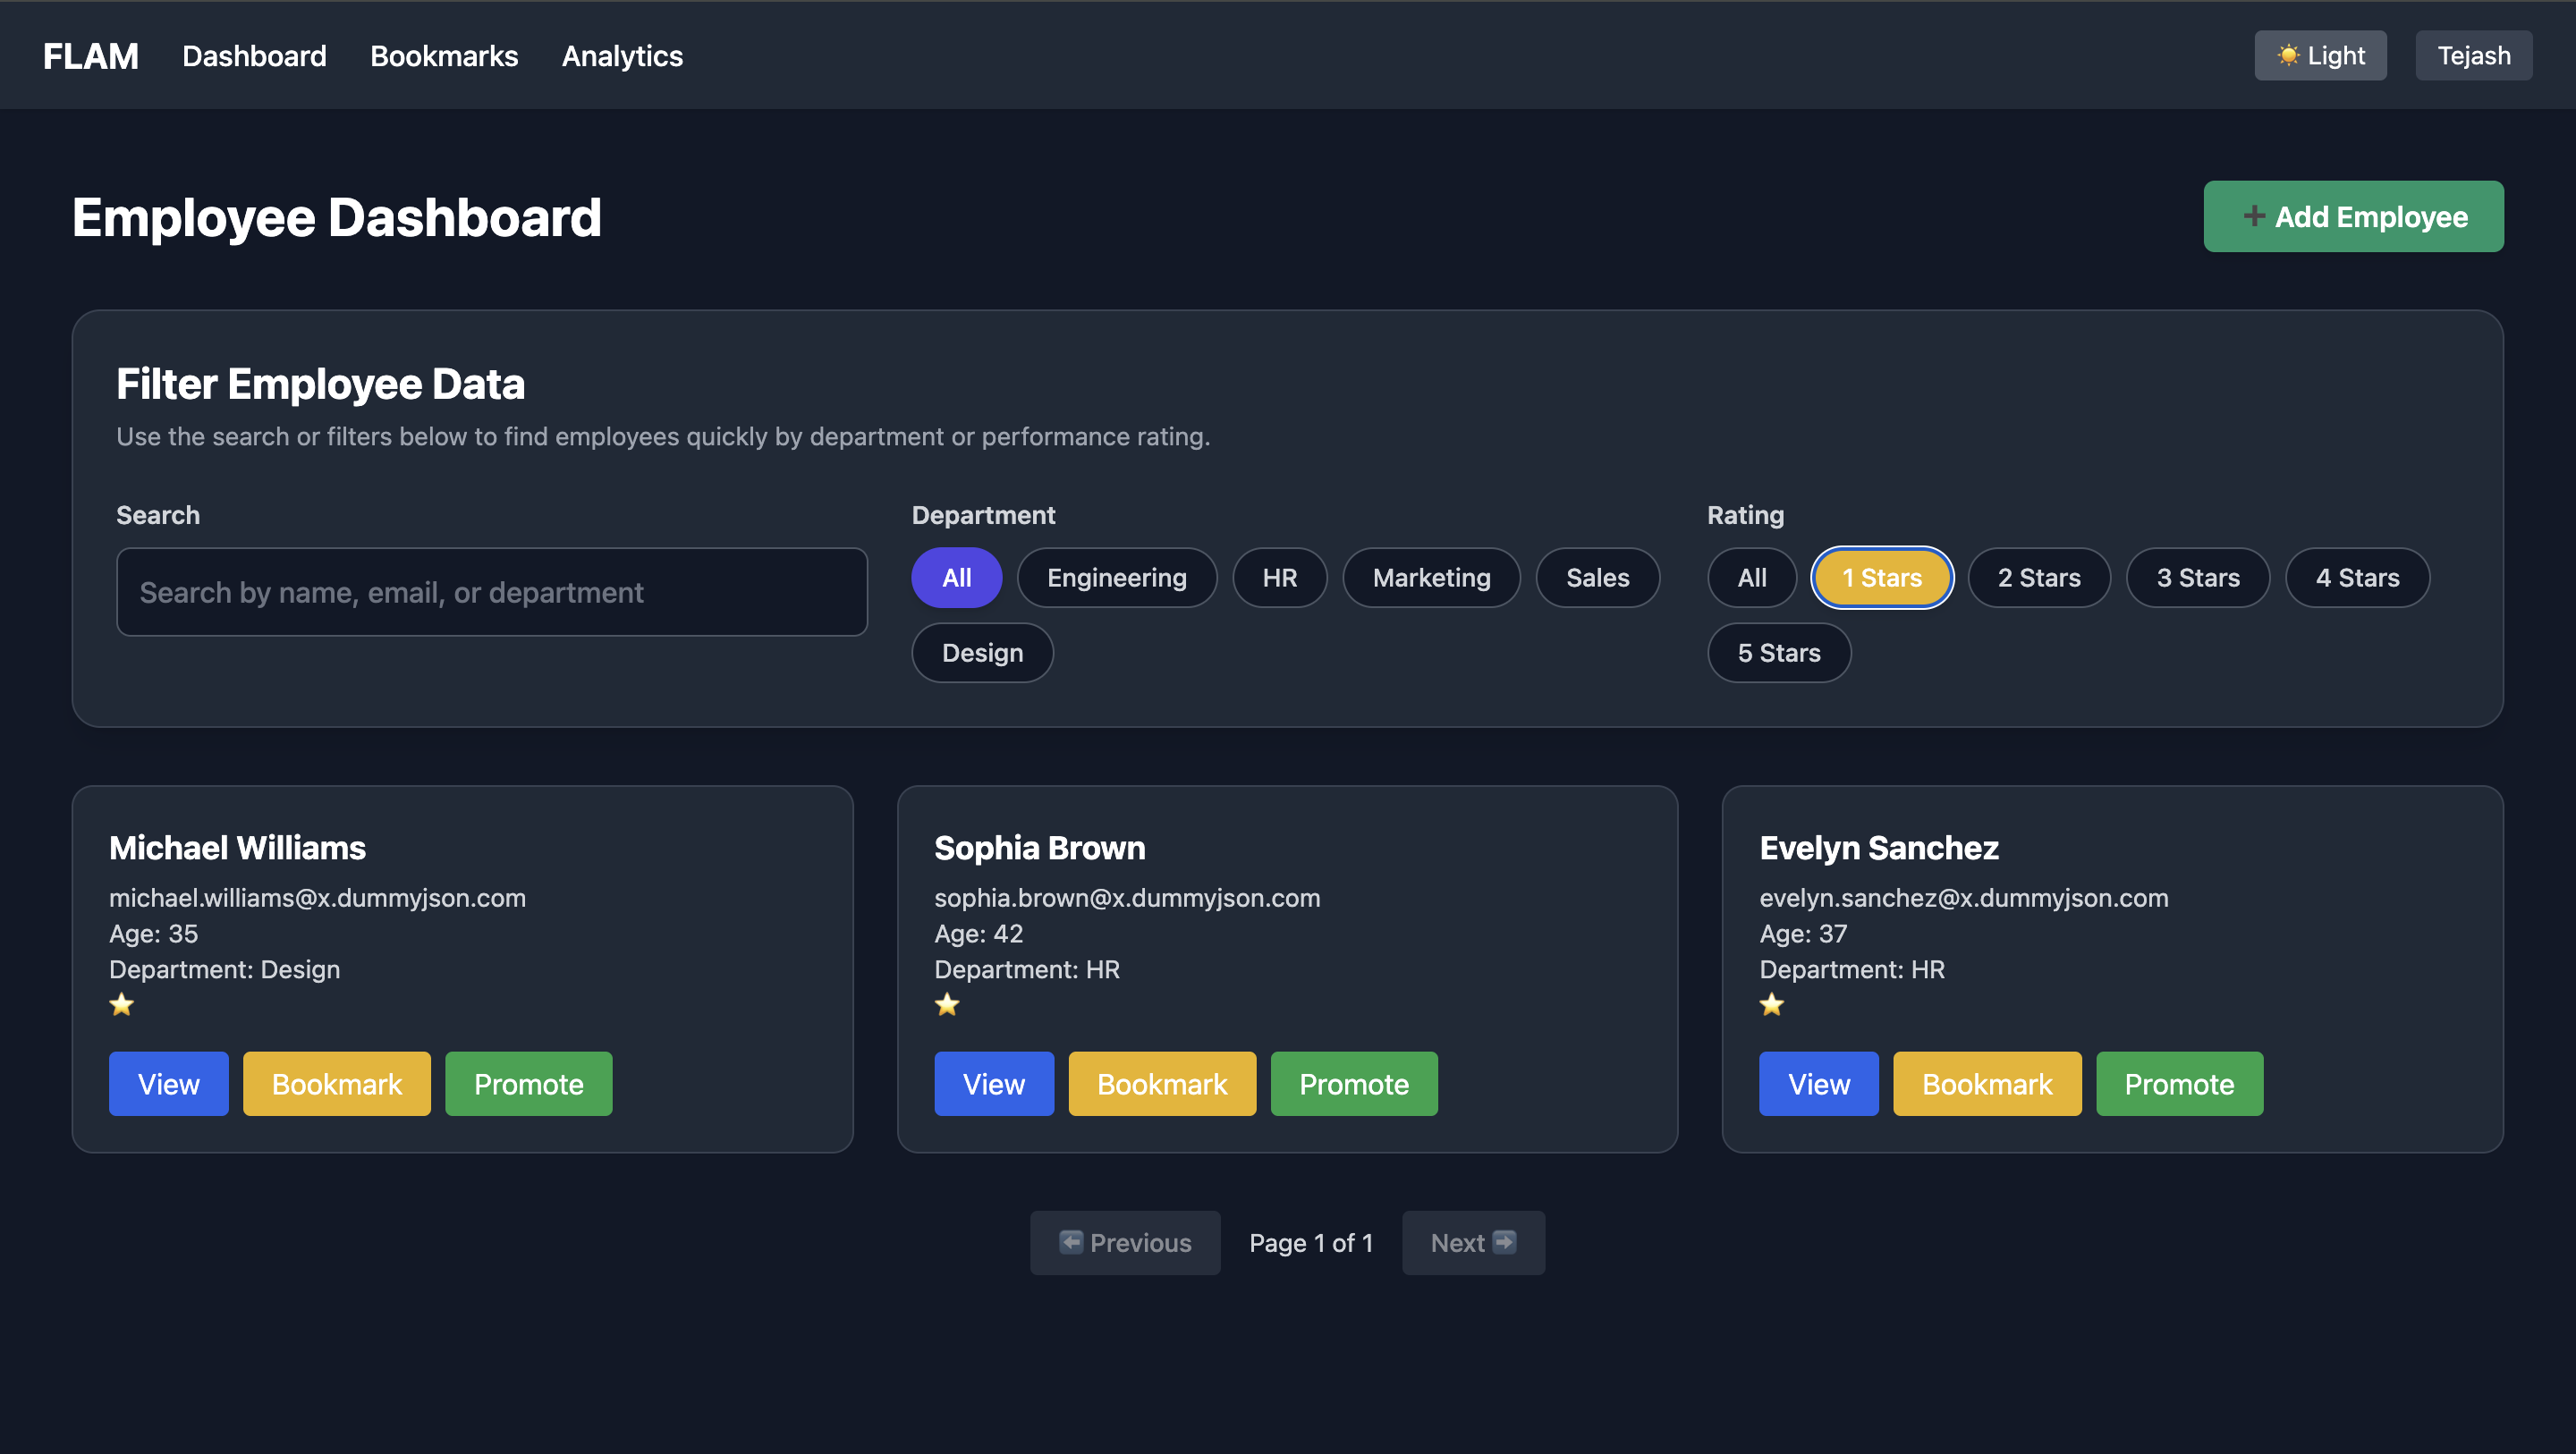 FLAM Dashboard Bookmarks Analytics ☀️ Light Tejash
Employee Dashboard
➕ Add Employee
Filter Employee Data
Use the search or filters below to find employees quickly by department or performance rating.
Search
Search by name, email, or department
Department
All Engineering HR Marketing Sales
Design
Rating
All 1 Stars 2 Stars 3 Stars 4 Stars
5 Stars
Michael Williams
michael.williams@x.dummyjson.com
Age: 35
Department: Design
⭐
View Bookmark Promote
Sophia Brown
sophia.brown@x.dummyjson.com
Age: 42
Department: HR
⭐
View Bookmark Promote
Evelyn Sanchez
evelyn.sanchez@x.dummyjson.com
Age: 37
Department: HR
⭐
View Bookmark Promote
⬅️ Previous Page 1 of 1 Next ➡️